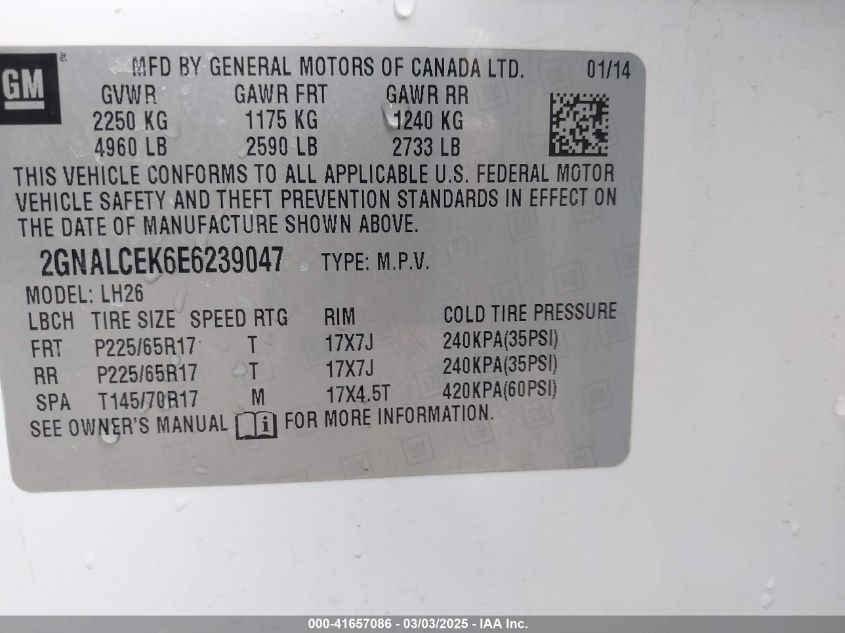 GM
MFD BY GENERAL MOTORS OF CANADA LTD. 01/14
GVWR GAWR FRT GAWR RR
2250 KG 1175 KG 1240 KG
4960 LB 2590 LB 2733 LB
THIS VEHICLE CONFORMS TO ALL APPLICABLE U.S. FEDERAL MOTOR
VEHICLE SAFETY AND THEFT PREVENTION STANDARDS IN EFFECT ON
THE DATE OF MANUFACTURE SHOWN ABOVE.
2GNALCEK6E6239047 TYPE: M.P.V.
MODEL: LH26
LBCH TIRE SIZE SPEED RTG RIM COLD TIRE PRESSURE
FRT P225/65R17 T 17X7J 240KPA(35PSI)
RR P225/65R17 T 17X7J 240KPA(35PSI)
SPA T145/70R17 M 17X4.5T 420KPA(60PSI)
SEE OWNER'S MANUAL i FOR MORE INFORMATION.
000-41657086 - 03/03/2025 - IAA Inc.